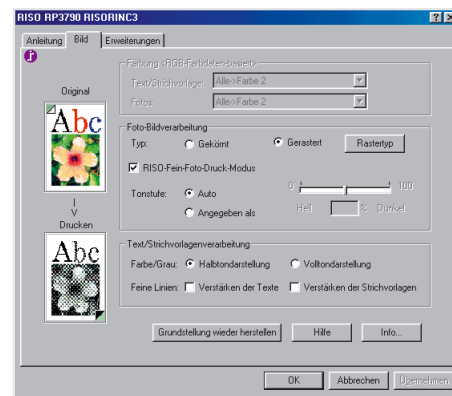 RISO RP3790 RISORINC3
Anleitung Bild Erweiterungen
Färbung <RGB-Farbdaten-basiert>
Text/Strichvorlage: Alle->Farbe 2
Fotos: Alle->Farbe 2
Original
Abc
Drucken
Abc
Foto-Bildverarbeitung
Typ: Gekörnt Gerastert Rastertyp
RISO-Fein-Foto-Druck-Modus
Tonstufe: Auto 0 100
Angegeben als Hell % Dunkel
Text/Strichvorlagenverarbeitung
Farbe/Grau: Halbtondarstellung Volltondarstellung
Feine Linien: Verstärken der Texte Verstärken der Strichvorlagen
Grundstellung wieder herstellen Hilfe Info...
OK Abbrechen Übernehmen